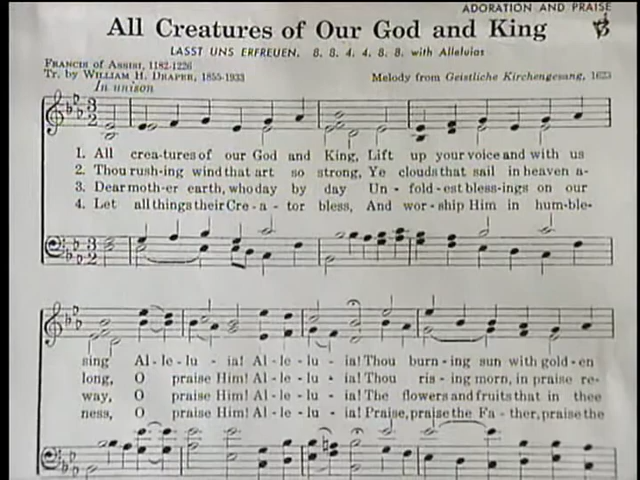 ADORATION AND PRAISE
All Creatures of Our God and King
LASST UNS ERFREUEN. 8. 8. 4. 4. 8. 8. with Alleluias
FRANCIS OF ASSISI, 1182-1226
Tr. by WILLIAM H. DRAPER, 1855-1933
Melody from Geistliche Kirchengesang, 1623
In unison
1. All crea-tures of our God and King, Lift up your voice and with us
2. Thou rush-ing wind that art so strong, Ye clouds that sail in heaven a-
3. Dear moth-er earth, who day by day Un-fold-est bless-ings on our
4. Let all things their Cre-a-tor bless, And wor-ship Him in hum-ble-
sing Al-le-lu-ia! Al-le-lu-ia! Thou burn-ing sun with gold-en
long, O praise Him! Al-le-lu-ia! Thou ris-ing morn, in praise re-
way, O praise Him! Al-le-lu-ia! The flowers and fruits that in thee
ness, O praise Him! Al-le-lu-ia! Praise, praise the Fa-ther, praise the